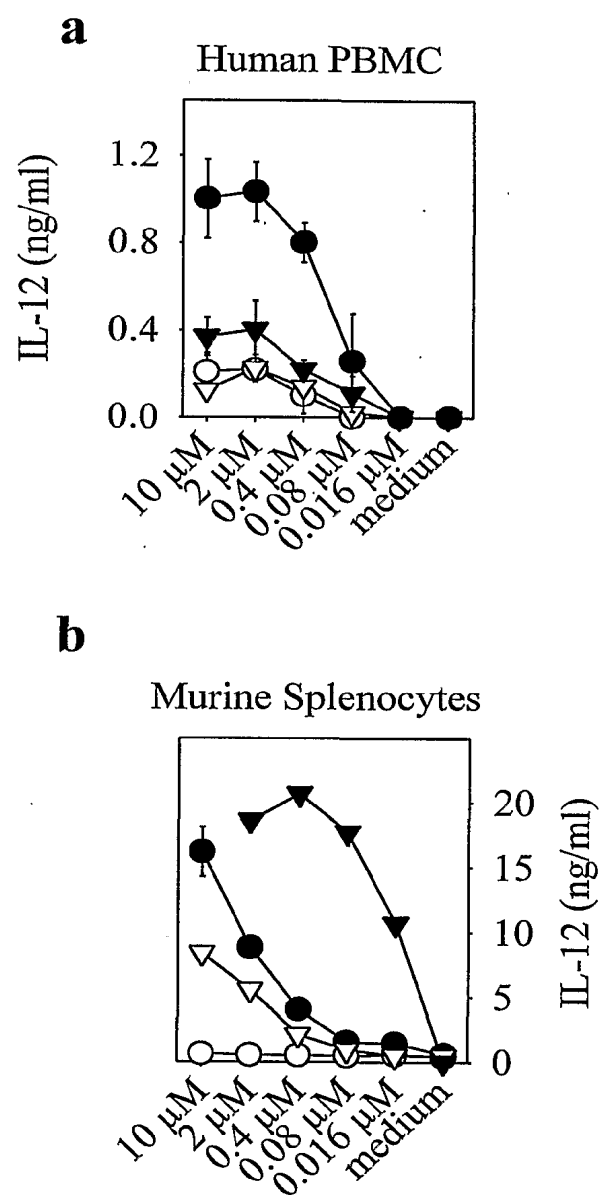 a
Human PBMC
IL-12 (ng/ml)
1.2
0.8
0.4
0.0
10 µM
2 µM
0.4 µM
0.08 µM
0.016 µM
medium
b
Murine Splenocytes
20
15
10
5
0
IL-12 (ng/ml)
10 µM
2 µM
0.4 µM
0.08 µM
0.016 µM
medium